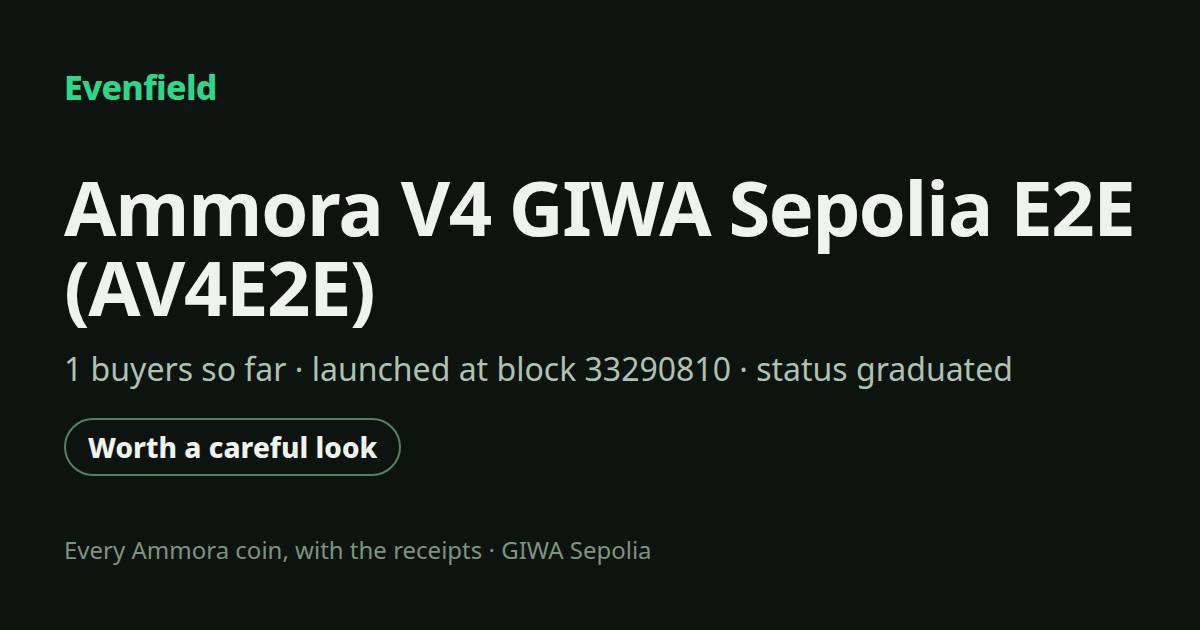 Evenfield
Ammora V4 GIWA Sepolia E2E
(AV4E2E)
1 buyers so far · launched at block 33290810 · status graduated
Worth a careful look
Every Ammora coin, with the receipts · GIWA Sepolia